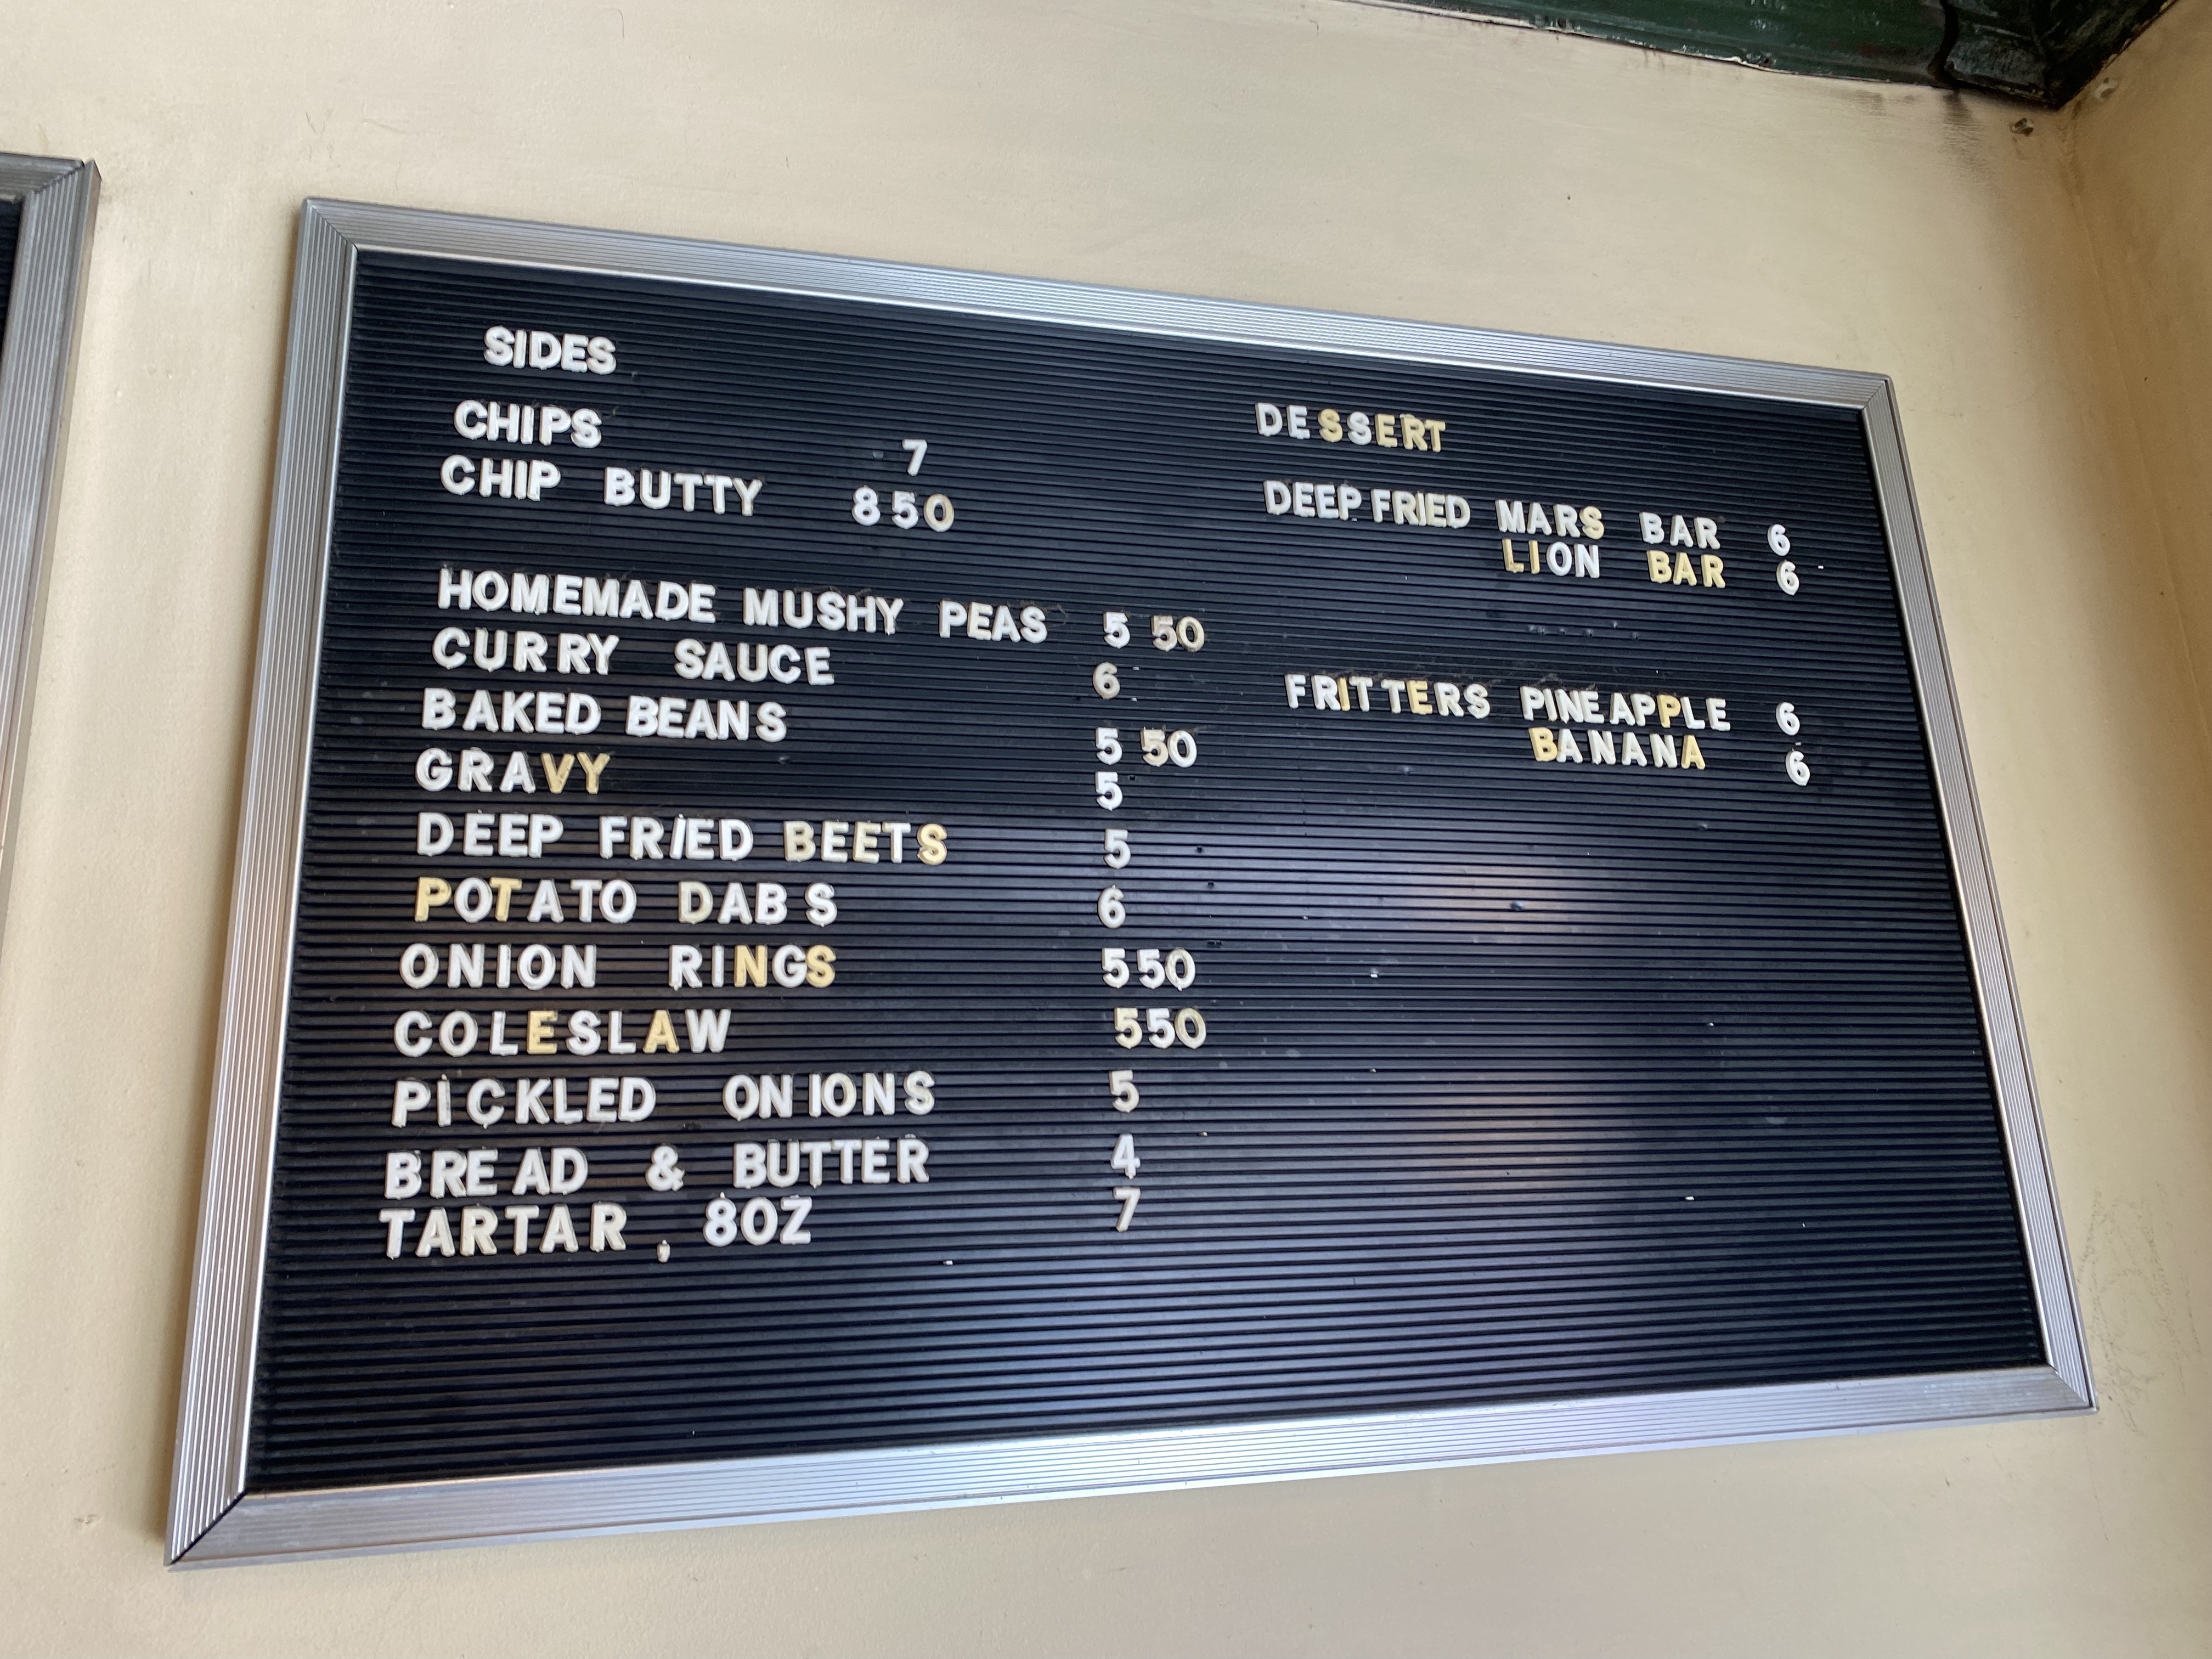 SIDES
CHIPS 7
CHIP BUTTY 850
HOMEMADE MUSHY PEAS 5 50
CURRY SAUCE 6
BAKED BEANS 5 50
GRAVY 5
DEEP FRIED BEETS 5
POTATO DABS 6
ONION RINGS 550
COLESLAW 550
PICKLED ONIONS 5
BREAD & BUTTER 4
TARTAR, 8OZ 7
DESSERT
DEEP FRIED MARS BAR 6
LION BAR 6
FRITTERS PINEAPPLE 6
BANANA 6